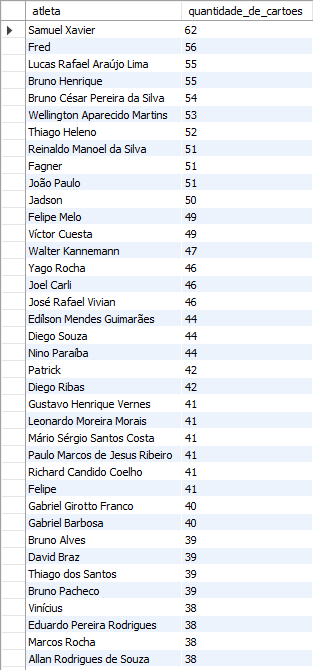 atleta quantidade_de_cartoes
Samuel Xavier 62
Fred 56
Lucas Rafael Araújo Lima 55
Bruno Henrique 55
Bruno César Pereira da Silva 54
Wellington Aparecido Martins 53
Thiago Heleno 52
Reinaldo Manoel da Silva 51
Fagner 51
João Paulo 51
Jadson 50
Felipe Melo 49
Víctor Cuesta 49
Walter Kannemann 47
Yago Rocha 46
Joel Carli 46
José Rafael Vivian 46
Edílson Mendes Guimarães 44
Diego Souza 44
Nino Paraíba 44
Patrick 42
Diego Ribas 42
Gustavo Henrique Vernes 41
Leonardo Moreira Morais 41
Mário Sérgio Santos Costa 41
Paulo Marcos de Jesus Ribeiro 41
Richard Candido Coelho 41
Felipe 41
Gabriel Girotto Franco 40
Gabriel Barbosa 40
Bruno Alves 39
David Braz 39
Thiago dos Santos 39
Bruno Pacheco 39
Vinícius 38
Eduardo Pereira Rodrigues 38
Marcos Rocha 38
Allan Rodrigues de Souza 38